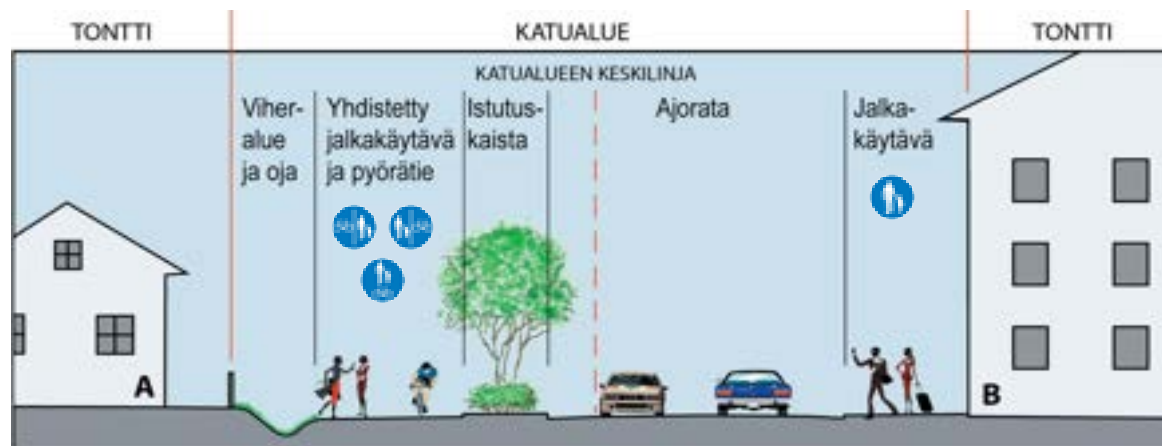 TONTTI
KATUALUE
TONTTI
KATUALUEEN KESKILINJA
Viher-
alue
ja oja
Yhdistetty
jalkakäytävä
ja pyörätie
Istutus-
kaista
Ajorata
Jalka-
käytävä
A
B